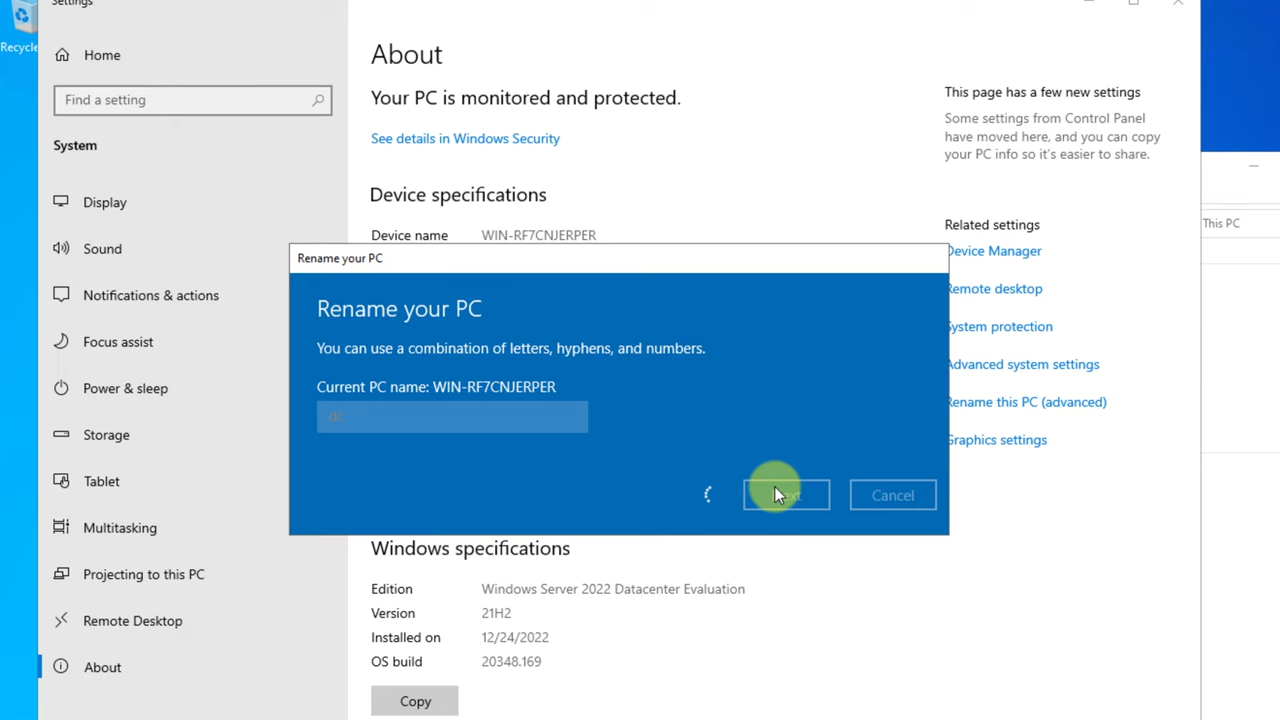 Settings
Recycle
Home
Find a setting
System
Display
Sound
Notifications & actions
Focus assist
Power & sleep
Storage
Tablet
Multitasking
Projecting to this PC
Remote Desktop
About
About
Your PC is monitored and protected.
See details in Windows Security
Device specifications
Device name WIN-RF7CNJERPER
Rename your PC
Rename your PC
You can use a combination of letters, hyphens, and numbers.
Current PC name: WIN-RF7CNJERPER
dc
Next
Cancel
Windows specifications
Edition Windows Server 2022 Datacenter Evaluation
Version 21H2
Installed on 12/24/2022
OS build 20348.169
Copy
This page has a few new settings
Some settings from Control Panel
have moved here, and you can copy
your PC info so it's easier to share.
Related settings
Device Manager
Remote desktop
System protection
Advanced system settings
Rename this PC (advanced)
Graphics settings
This PC